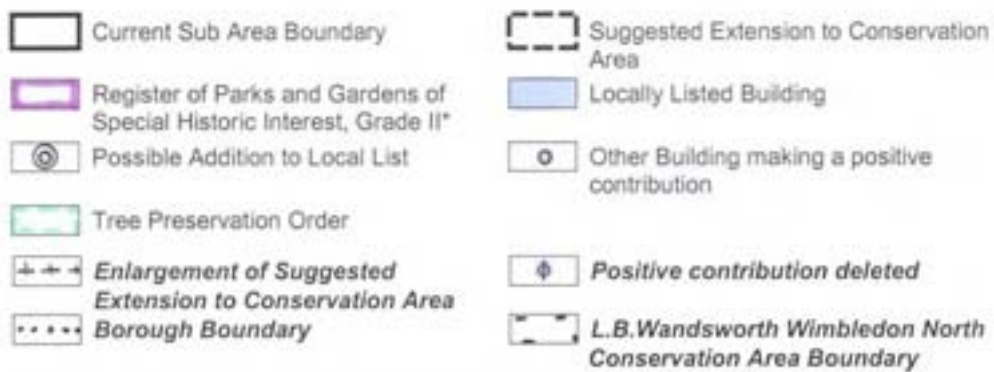 Current Sub Area Boundary
Suggested Extension to Conservation
Area
Register of Parks and Gardens of
Special Historic Interest, Grade II*
Locally Listed Building
Possible Addition to Local List
Other Building making a positive
contribution
Tree Preservation Order
Enlargement of Suggested
Extension to Conservation Area
Positive contribution deleted
Borough Boundary
L.B.Wandsworth Wimbledon North
Conservation Area Boundary